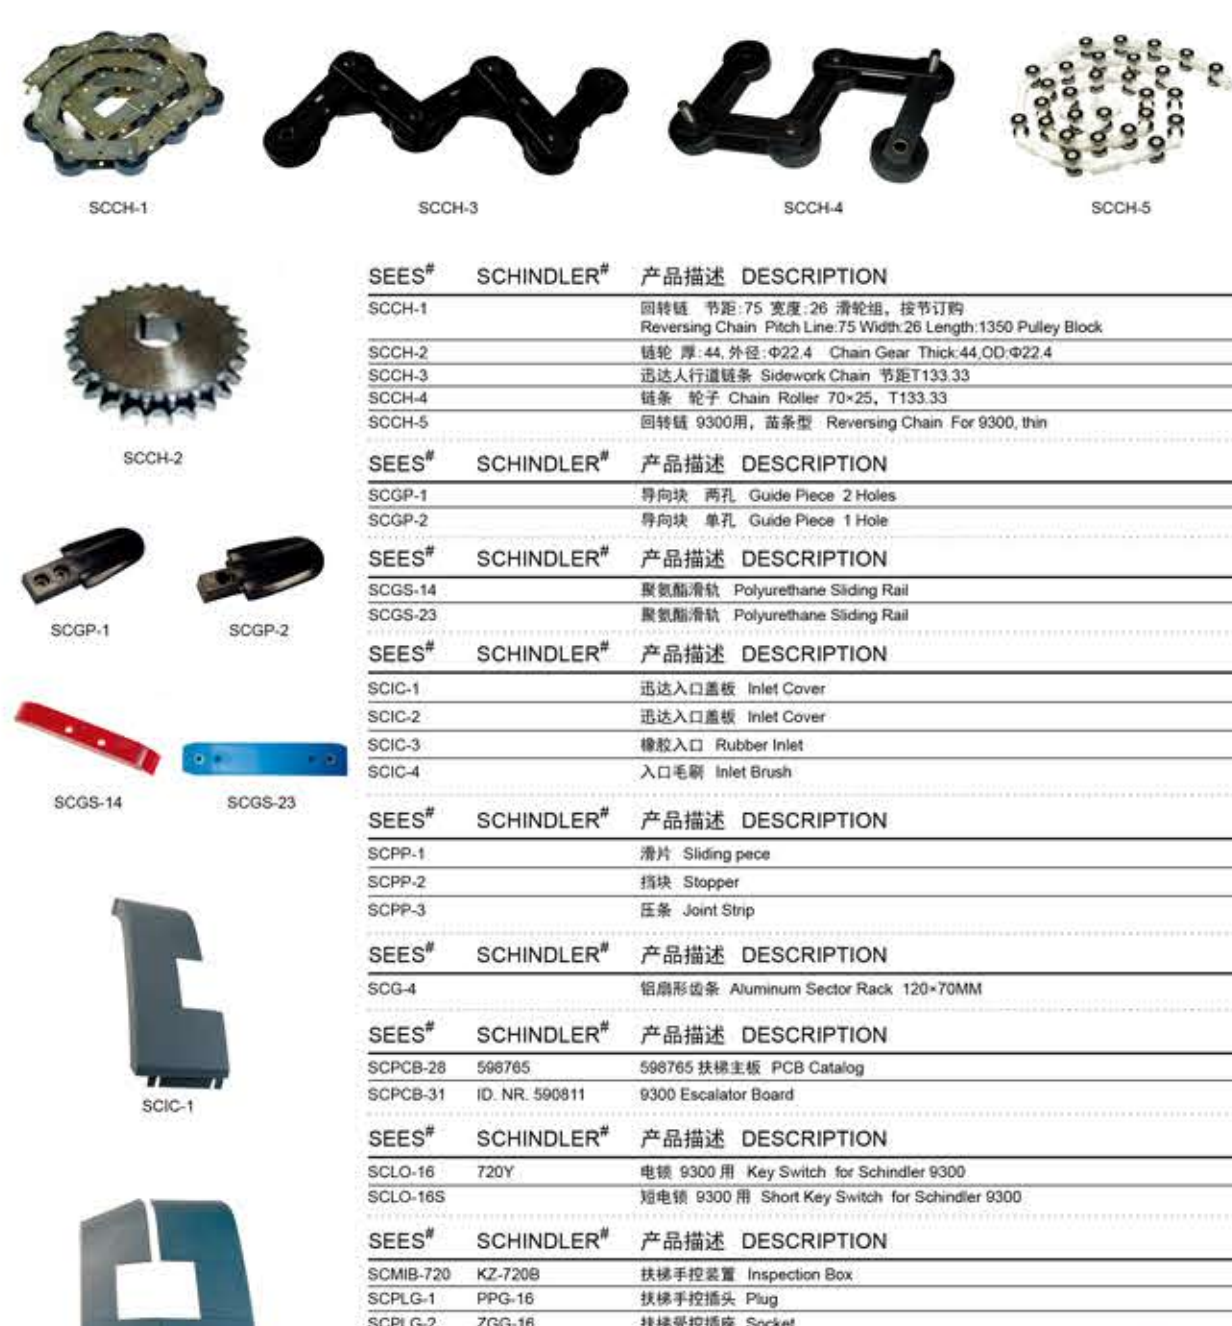 SCCH-1
SCCH-3
SCCH-4
SCCH-5
SEES# SCHINDLER# 产品描述 DESCRIPTION
SCCH-1 回转链 节距:75 宽度:26 滑轮组, 按节订购
Reversing Chain Pitch Line:75 Width:26 Length:1350 Pulley Block
SCCH-2 链轮 厚:44, 外径:Φ22.4 Chain Gear Thick:44,OD:Φ22.4
SCCH-3 迅达人行道链条 Sidework Chain 节距T133.33
SCCH-4 链条 轮子 Chain Roller 70×25, T133.33
SCCH-5 回转链 9300用, 苗条型 Reversing Chain For 9300, thin
SCCH-2
SEES# SCHINDLER# 产品描述 DESCRIPTION
SCGP-1 导向块 两孔 Guide Piece 2 Holes
SCGP-2 导向块 单孔 Guide Piece 1 Hole
SCGP-1
SCGP-2
SEES# SCHINDLER# 产品描述 DESCRIPTION
SCGS-14 聚氨酯滑轨 Polyurethane Sliding Rail
SCGS-23 聚氨酯滑轨 Polyurethane Sliding Rail
SCGS-14
SCGS-23
SEES# SCHINDLER# 产品描述 DESCRIPTION
SCIC-1 迅达入口盖板 Inlet Cover
SCIC-2 迅达入口盖板 Inlet Cover
SCIC-3 橡胶入口 Rubber Inlet
SCIC-4 入口毛刷 Inlet Brush
SEES# SCHINDLER# 产品描述 DESCRIPTION
SCPP-1 滑片 Sliding pece
SCPP-2 挡块 Stopper
SCPP-3 压条 Joint Strip
SEES# SCHINDLER# 产品描述 DESCRIPTION
SCG-4 铝扇形齿条 Aluminum Sector Rack 120×70MM
SCIC-1
SEES# SCHINDLER# 产品描述 DESCRIPTION
SCPCB-28 598765 598765 扶梯主板 PCB Catalog
SCPCB-31 ID. NR. 590811 9300 Escalator Board
SEES# SCHINDLER# 产品描述 DESCRIPTION
SCLO-16 720Y 电锁 9300 用 Key Switch for Schindler 9300
SCLO-16S 短电锁 9300 用 Short Key Switch for Schindler 9300
SEES# SCHINDLER# 产品描述 DESCRIPTION
SCMIB-720 KZ-720B 扶梯手控装置 Inspection Box
SCPLG-1 PPG-16 扶梯手控插头 Plug
SCPLG-2 ZGG-16 扶梯受控插座 Socket